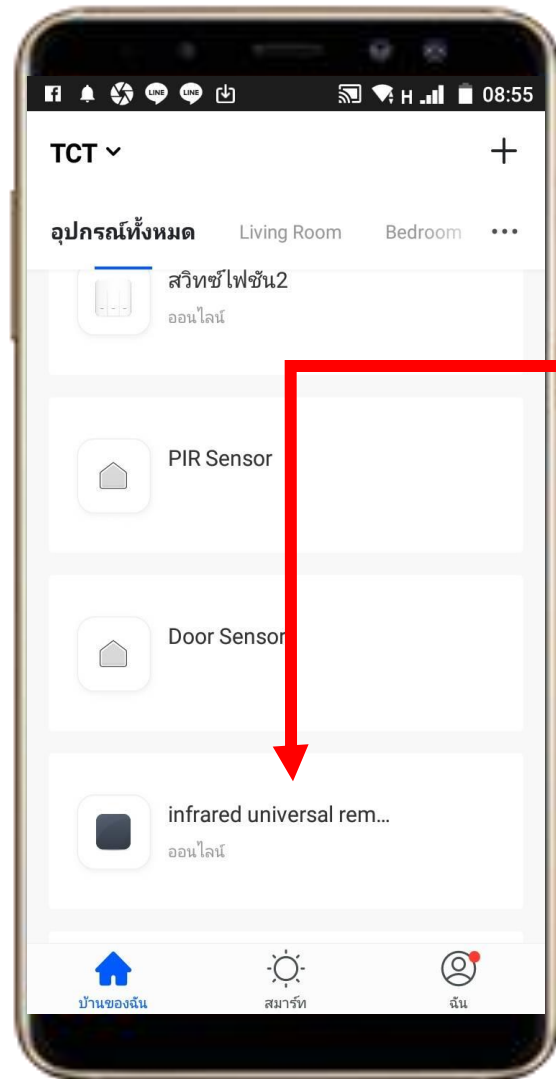 LINE LINE H 08:55
TCT
อุปกรณ์ทั้งหมด Living Room Bedroom
สวิทซ์ไฟชัน2
ออนไลน์
PIR Sensor
Door Sensor
infrared universal rem...
ออนไลน์
บ้านของฉัน สมาร์ท ฉัน